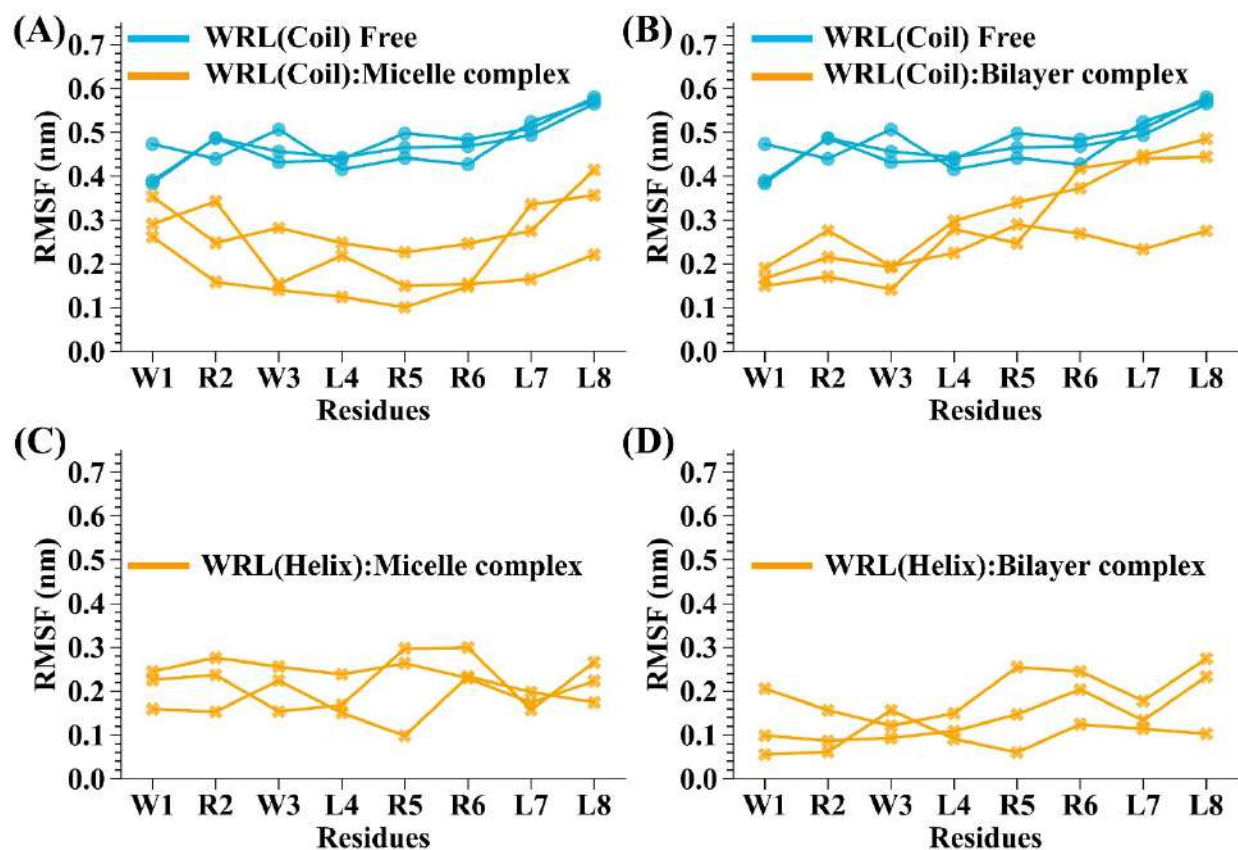 (A)
WRL(Coil) Free
WRL(Coil):Micelle complex
RMSF (nm)
0.7
0.6
0.5
0.4
0.3
0.2
0.1
0.0
W1 R2 W3 L4 R5 R6 L7 L8
Residues
(B)
WRL(Coil) Free
WRL(Coil):Bilayer complex
RMSF (nm)
0.7
0.6
0.5
0.4
0.3
0.2
0.1
0.0
W1 R2 W3 L4 R5 R6 L7 L8
Residues
(C)
WRL(Helix):Micelle complex
RMSF (nm)
0.7
0.6
0.5
0.4
0.3
0.2
0.1
0.0
W1 R2 W3 L4 R5 R6 L7 L8
Residues
(D)
WRL(Helix):Bilayer complex
RMSF (nm)
0.7
0.6
0.5
0.4
0.3
0.2
0.1
0.0
W1 R2 W3 L4 R5 R6 L7 L8
Residues